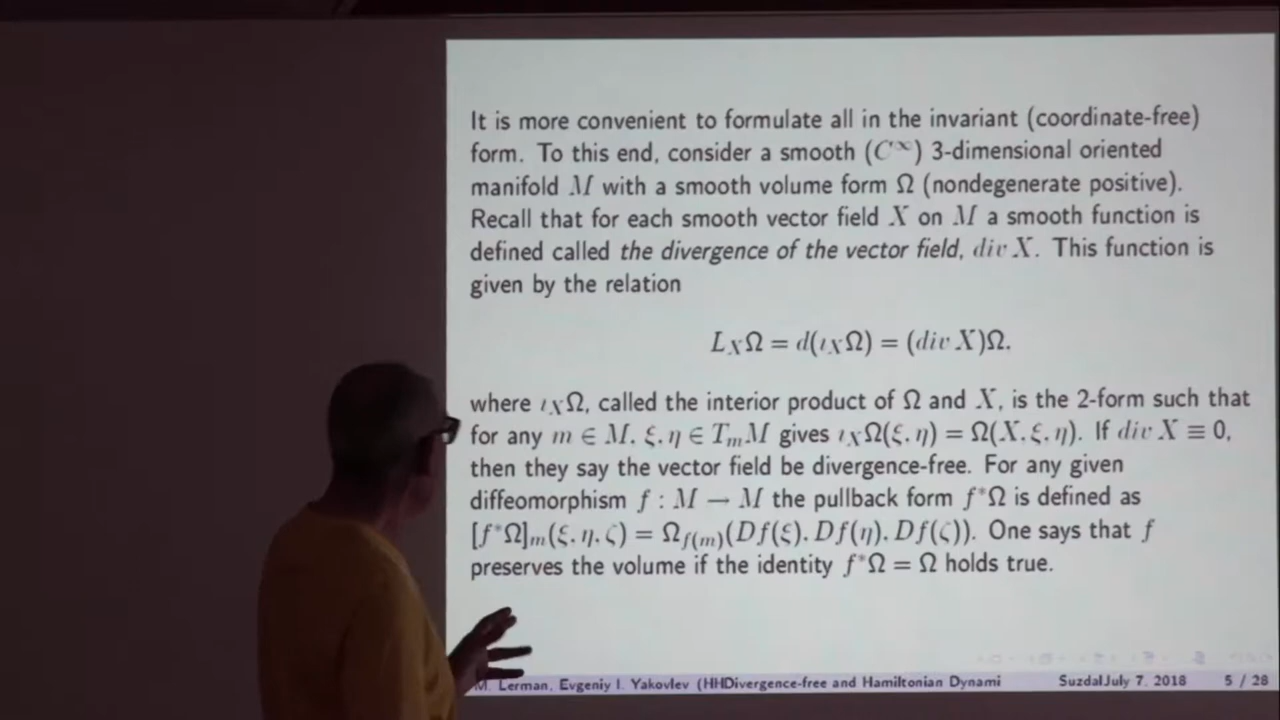 It is more convenient to formulate all in the invariant (coordinate-free)
form. To this end, consider a smooth (C^∞) 3-dimensional oriented
manifold M with a smooth volume form Ω (nondegenerate positive).
Recall that for each smooth vector field X on M a smooth function is
defined called the divergence of the vector field, div X. This function is
given by the relation
L_XΩ = d(ι_XΩ) = (div X)Ω.
where ι_XΩ, called the interior product of Ω and X, is the 2-form such that
for any m ∈ M, ξ, η ∈ T_mM gives ι_XΩ(ξ, η) = Ω(X, ξ, η). If div X ≡ 0,
then they say the vector field be divergence-free. For any given
diffeomorphism f : M → M the pullback form f*Ω is defined as
[f*Ω]_m(ξ, η, ζ) = Ω_{f(m)}(Df(ξ), Df(η), Df(ζ)). One says that f
preserves the volume if the identity f*Ω = Ω holds true.
M. Lerman, Evgeniy I. Yakovlev (HHDivergence-free and Hamiltonian Dynami SuzdalJuly 7, 2018 5 / 28